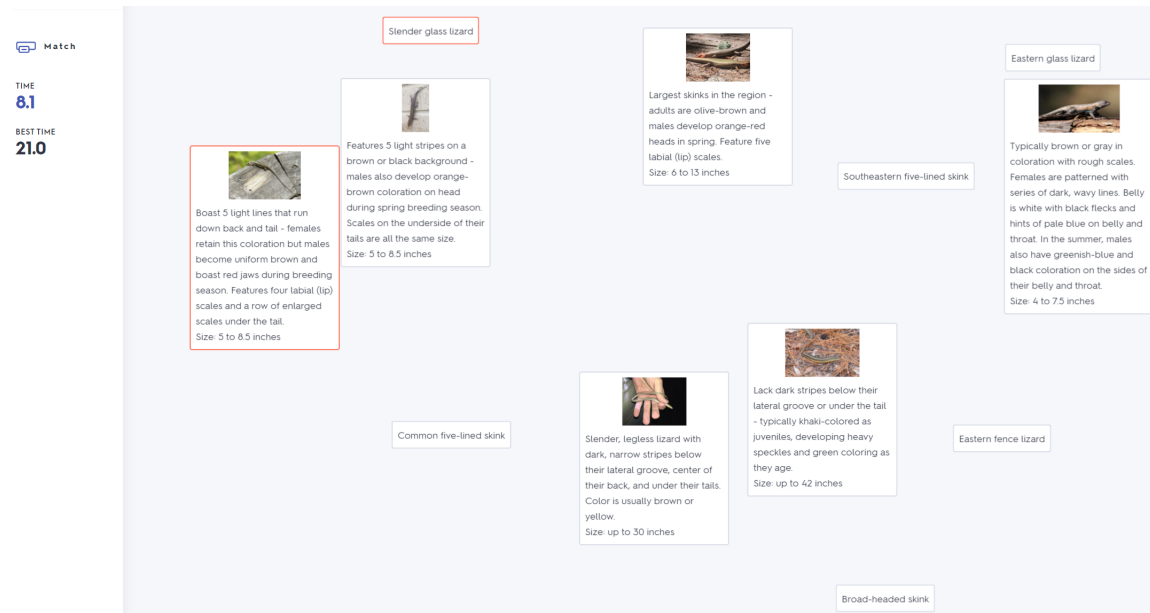 Match
TIME
8.1
BEST TIME
21.0
Slender glass lizard
Boast 5 light lines that run
down back and tail - females
retain this coloration but males
become uniform brown and
boast red jaws during breeding
season. Features four labial (lip)
scales and a row of enlarged
scales under the tail.
Size: 5 to 8.5 inches
Features 5 light stripes on a
brown or black background -
males also develop orange-
brown coloration on head
during spring breeding season.
Scales on the underside of their
tails are all the same size.
Size: 5 to 8.5 inches
Largest skinks in the region -
adults are olive-brown and
males develop orange-red
heads in spring. Feature five
labial (lip) scales.
Size: 6 to 13 inches
Eastern glass lizard
Southeastern five-lined skink
Typically brown or gray in
coloration with rough scales.
Females are patterned with
series of dark, wavy lines. Belly
is white with black flecks and
hints of pale blue on belly and
throat. In the summer, males
also have greenish-blue and
black coloration on the sides of
their belly and throat.
Size: 4 to 7.5 inches
Common five-lined skink
Slender, legless lizard with
dark, narrow stripes below
their lateral groove, center of
their back, and under their tails.
Color is usually brown or
yellow.
Size: up to 30 inches
Lack dark stripes below their
lateral groove or under the tail
- typically khaki-colored as
juveniles, developing heavy
speckles and green coloring as
they age.
Size: up to 42 inches
Eastern fence lizard
Broad-headed skink